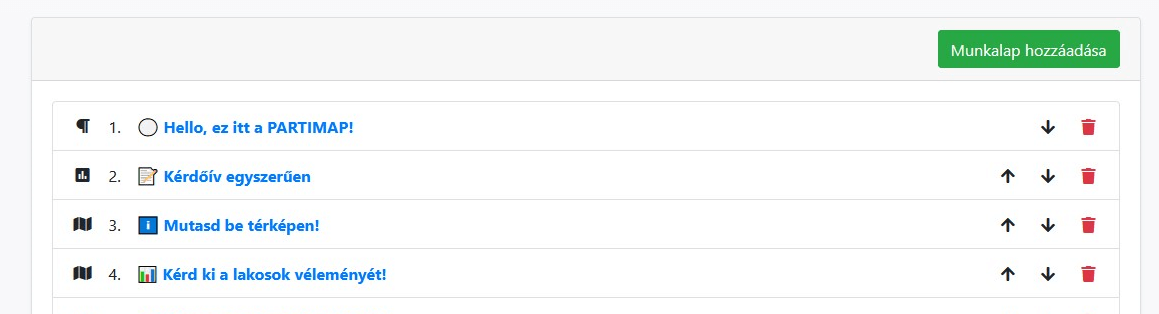 Munkalap hozzáadása
1. Hello, ez itt a PARTIMAP!
2. Kérdőív egyszerűen
3. Mutasd be térképen!
4. Kérd ki a lakosok véleményét!